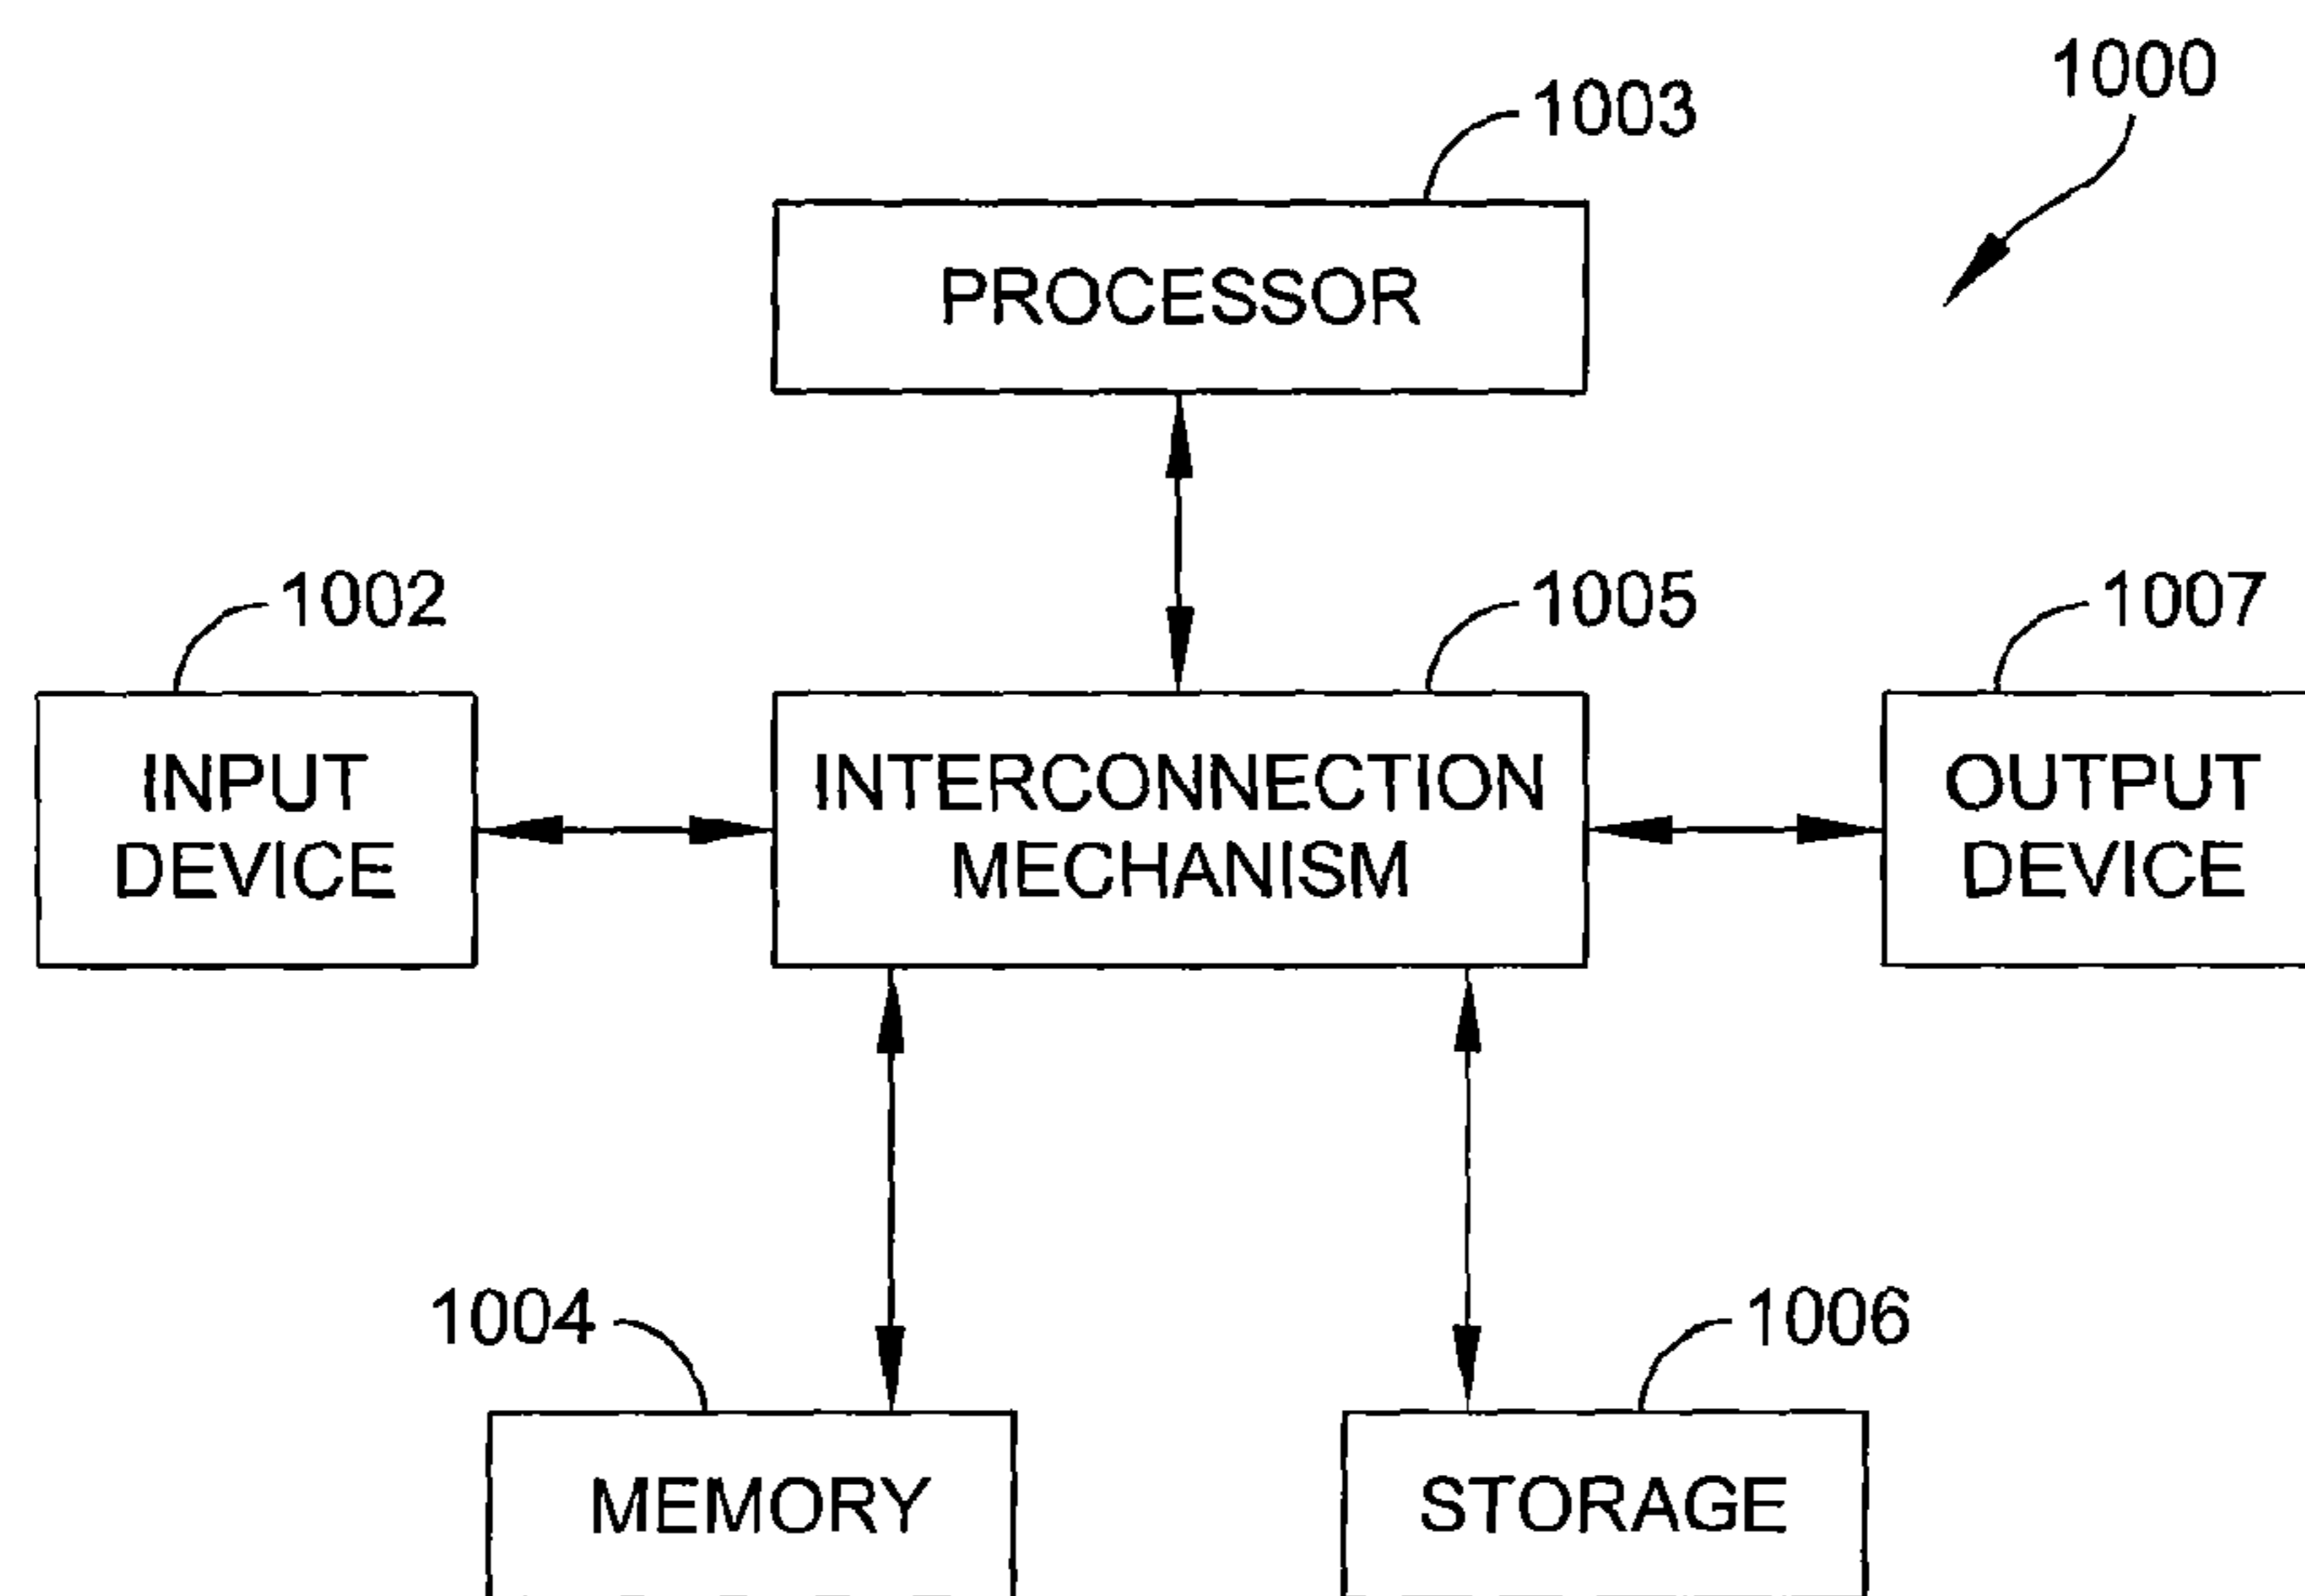 1000
1003
PROCESSOR
1002
1005
1007
INPUT
DEVICE
INTERCONNECTION
MECHANISM
OUTPUT
DEVICE
1004
1006
MEMORY
STORAGE